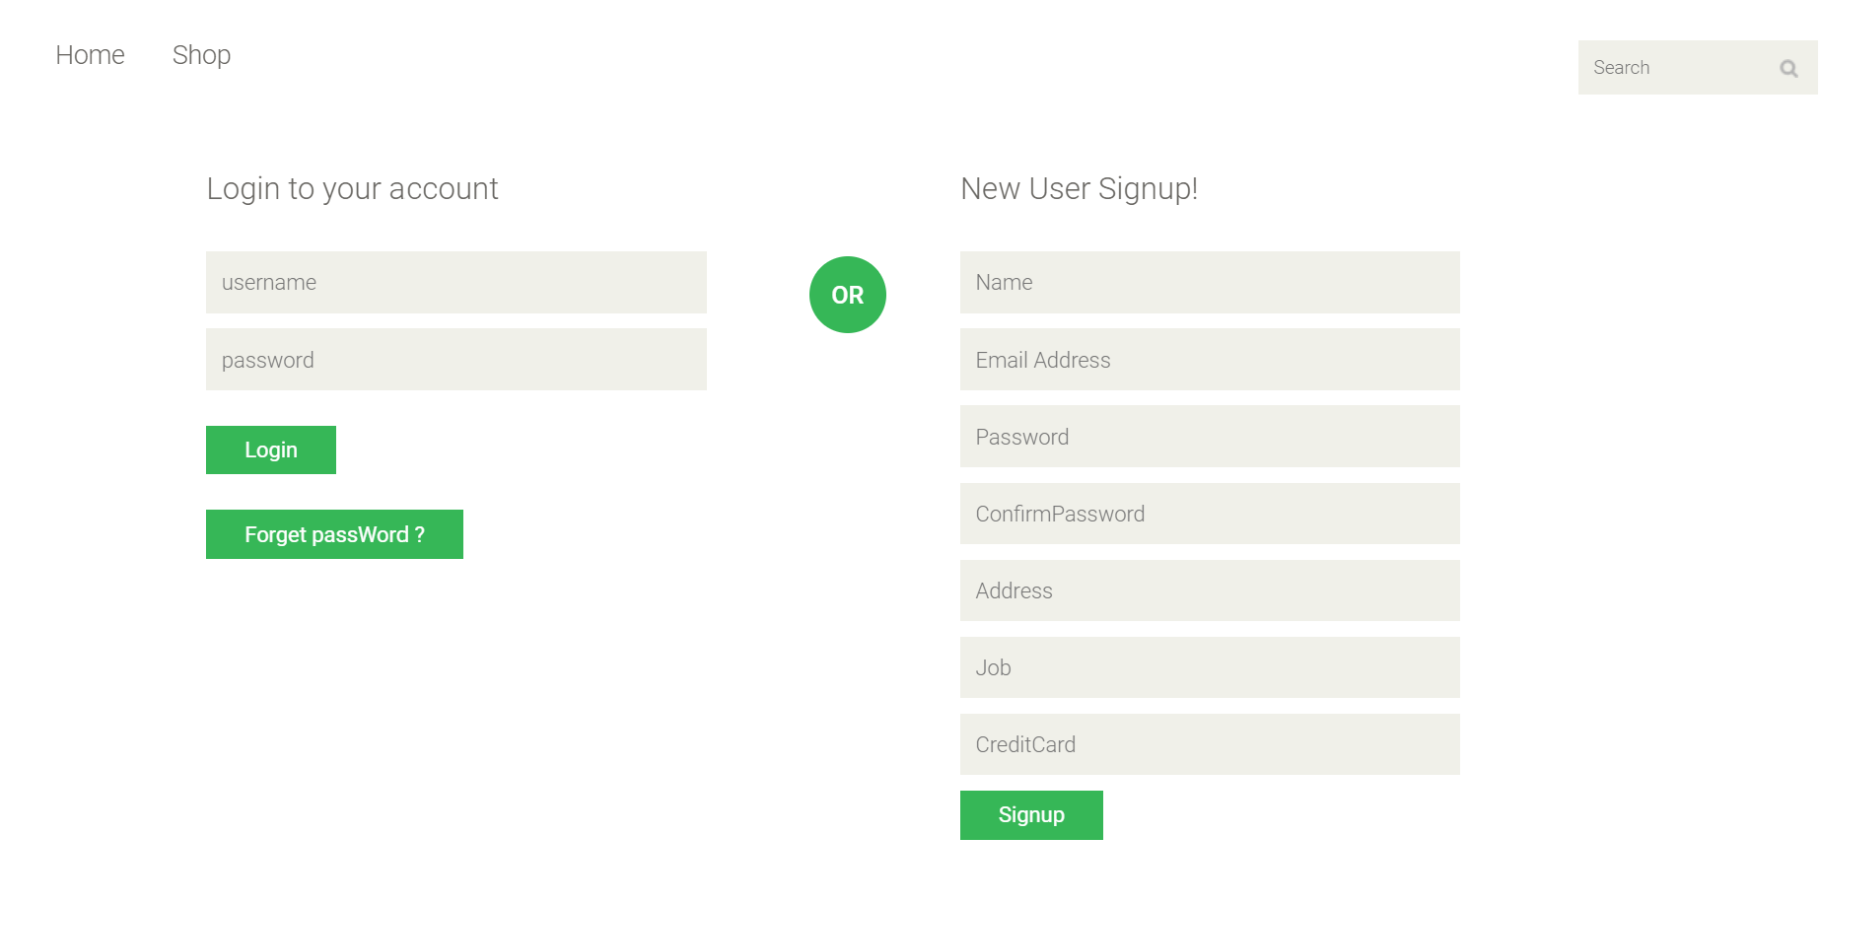 Home
Shop
Search
Login to your account
username
password
Login
Forget passWord ?
OR
New User Signup!
Name
Email Address
Password
ConfirmPassword
Address
Job
CreditCard
Signup